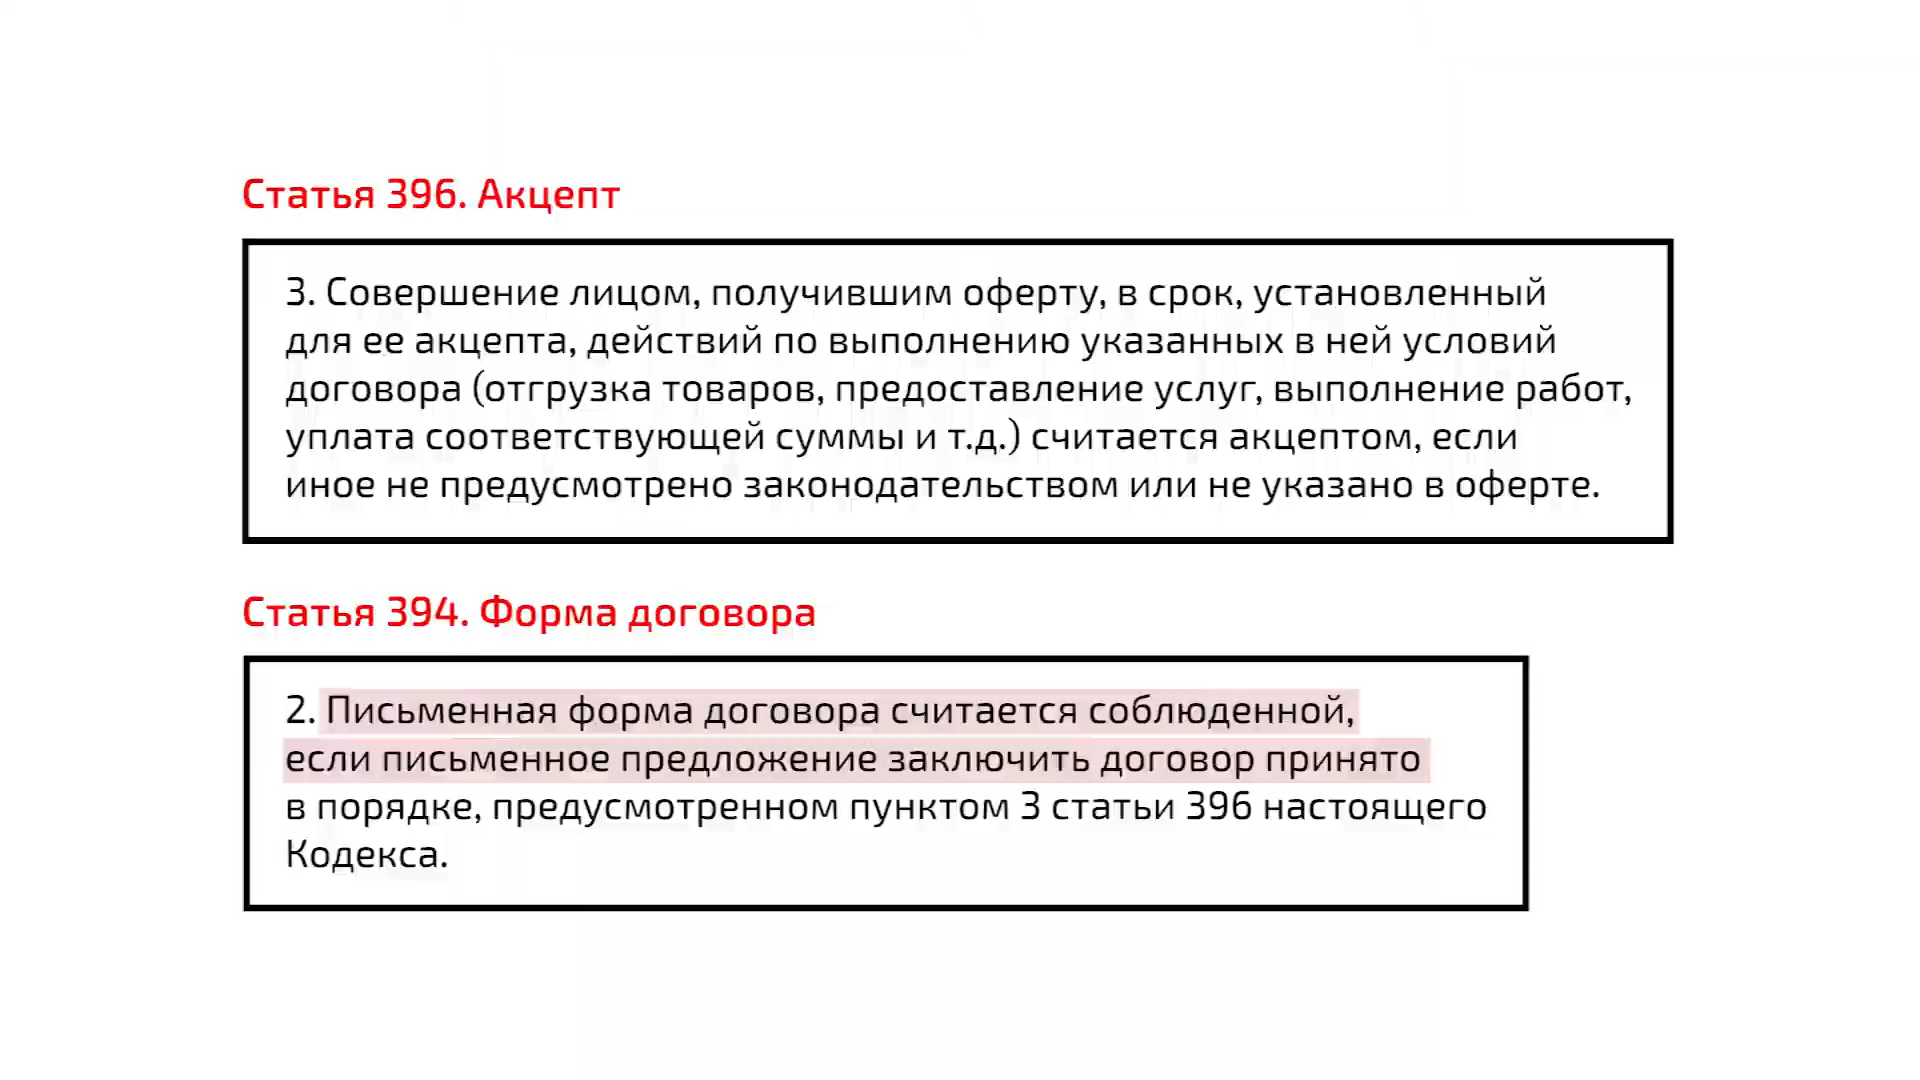 Статья 396. Акцепт
3. Совершение лицом, получившим оферту, в срок, установленный
для ее акцепта, действий по выполнению указанных в ней условий
договора (отгрузка товаров, предоставление услуг, выполнение работ,
уплата соответствующей суммы и т.д.) считается акцептом, если
иное не предусмотрено законодательством или не указано в оферте.
Статья 394. Форма договора
2. Письменная форма договора считается соблюденной,
если письменное предложение заключить договор принято
в порядке, предусмотренном пунктом 3 статьи 396 настоящего
Кодекса.